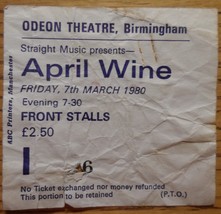 ODEON THEATRE, Birmingham
Straight Music presents—
April Wine
FRIDAY, 7th MARCH 1980
Evening 7-30
FRONT STALLS
£2.50
I 6
No Ticket exchanged nor money refunded
This portion to be retained (P.T.O.)
ABC Printers, Manchester